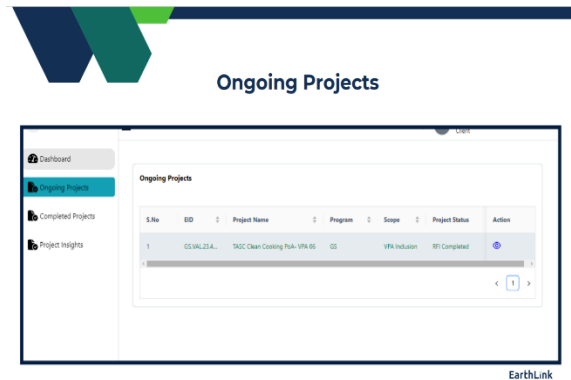 Ongoing Projects
Client
Dashboard
Ongoing Projects
Completed Projects
Project Insights
Ongoing Projects
S.No EID Project Name Program Scope Project Status Action
1 GS.VAL.23.4... TASC Clean Cooking PoA- VPA 06 GS VPA Inclusion RFI Completed
1
EarthLink